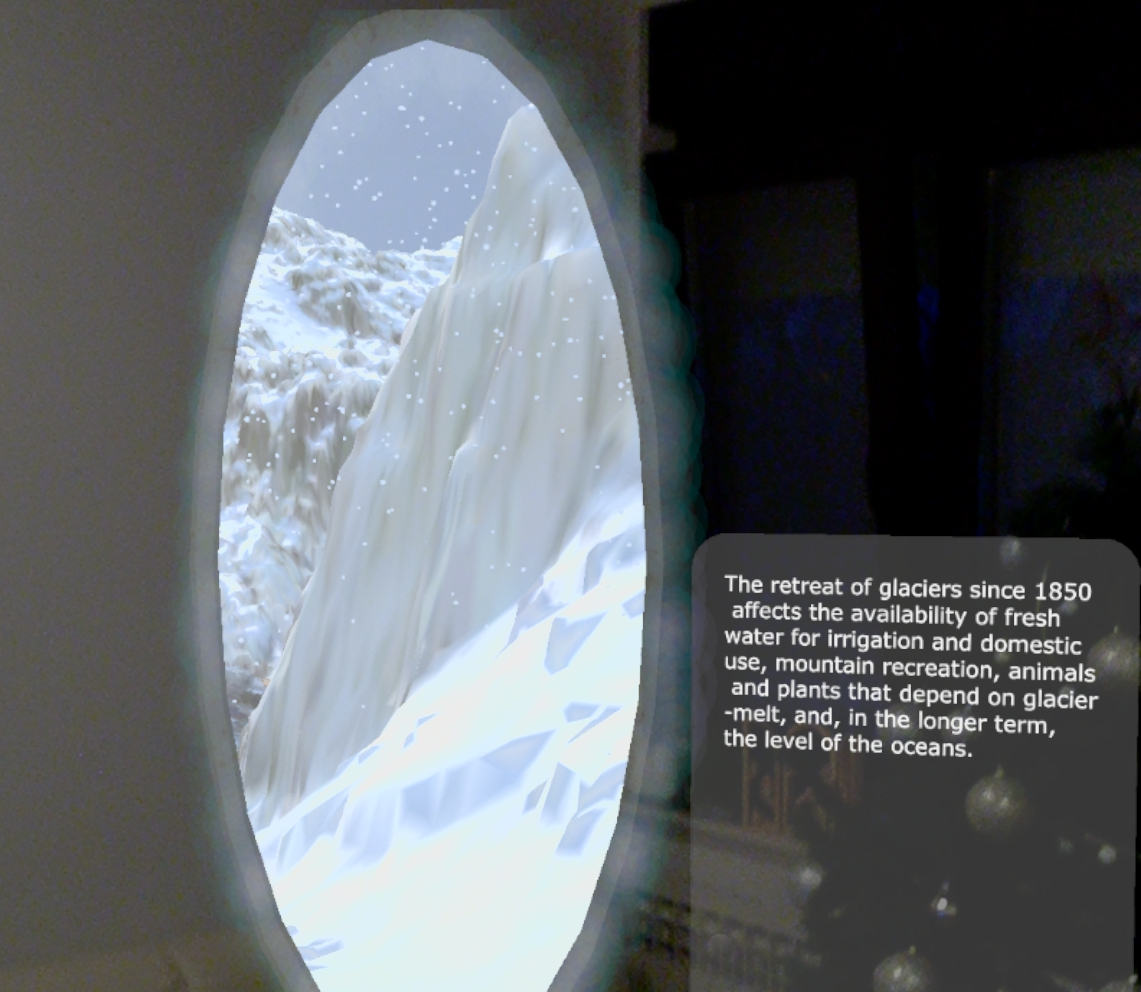 The retreat of glaciers since 1850
affects the availability of fresh
water for irrigation and domestic
use, mountain recreation, animals
and plants that depend on glacier
-melt, and, in the longer term,
the level of the oceans.